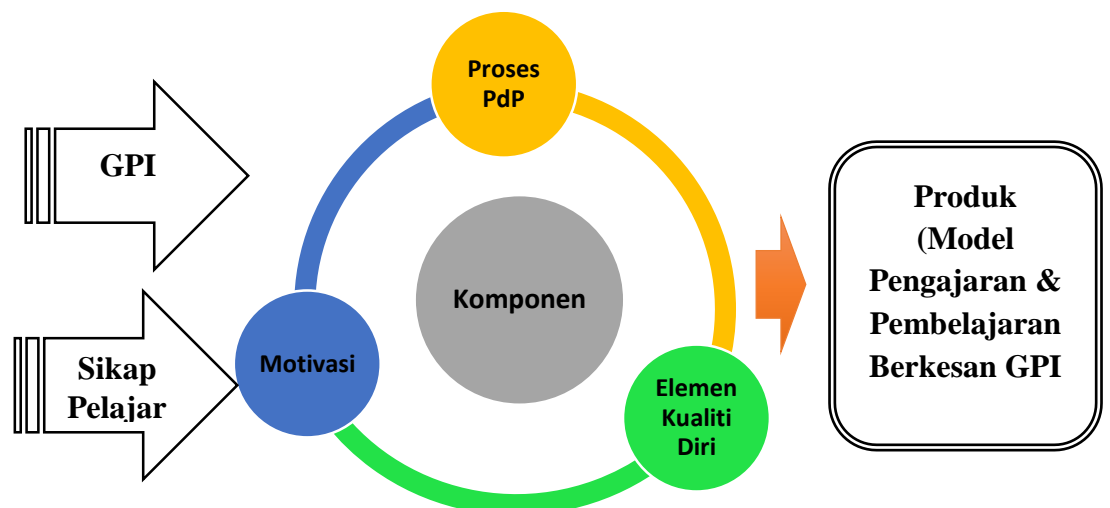 GPI
Sikap
Pelajar
Proses
PdP
Komponen
Motivasi
Elemen
Kualiti
Diri
Produk
(Model
Pengajaran &
Pembelajaran
Berkesan GPI